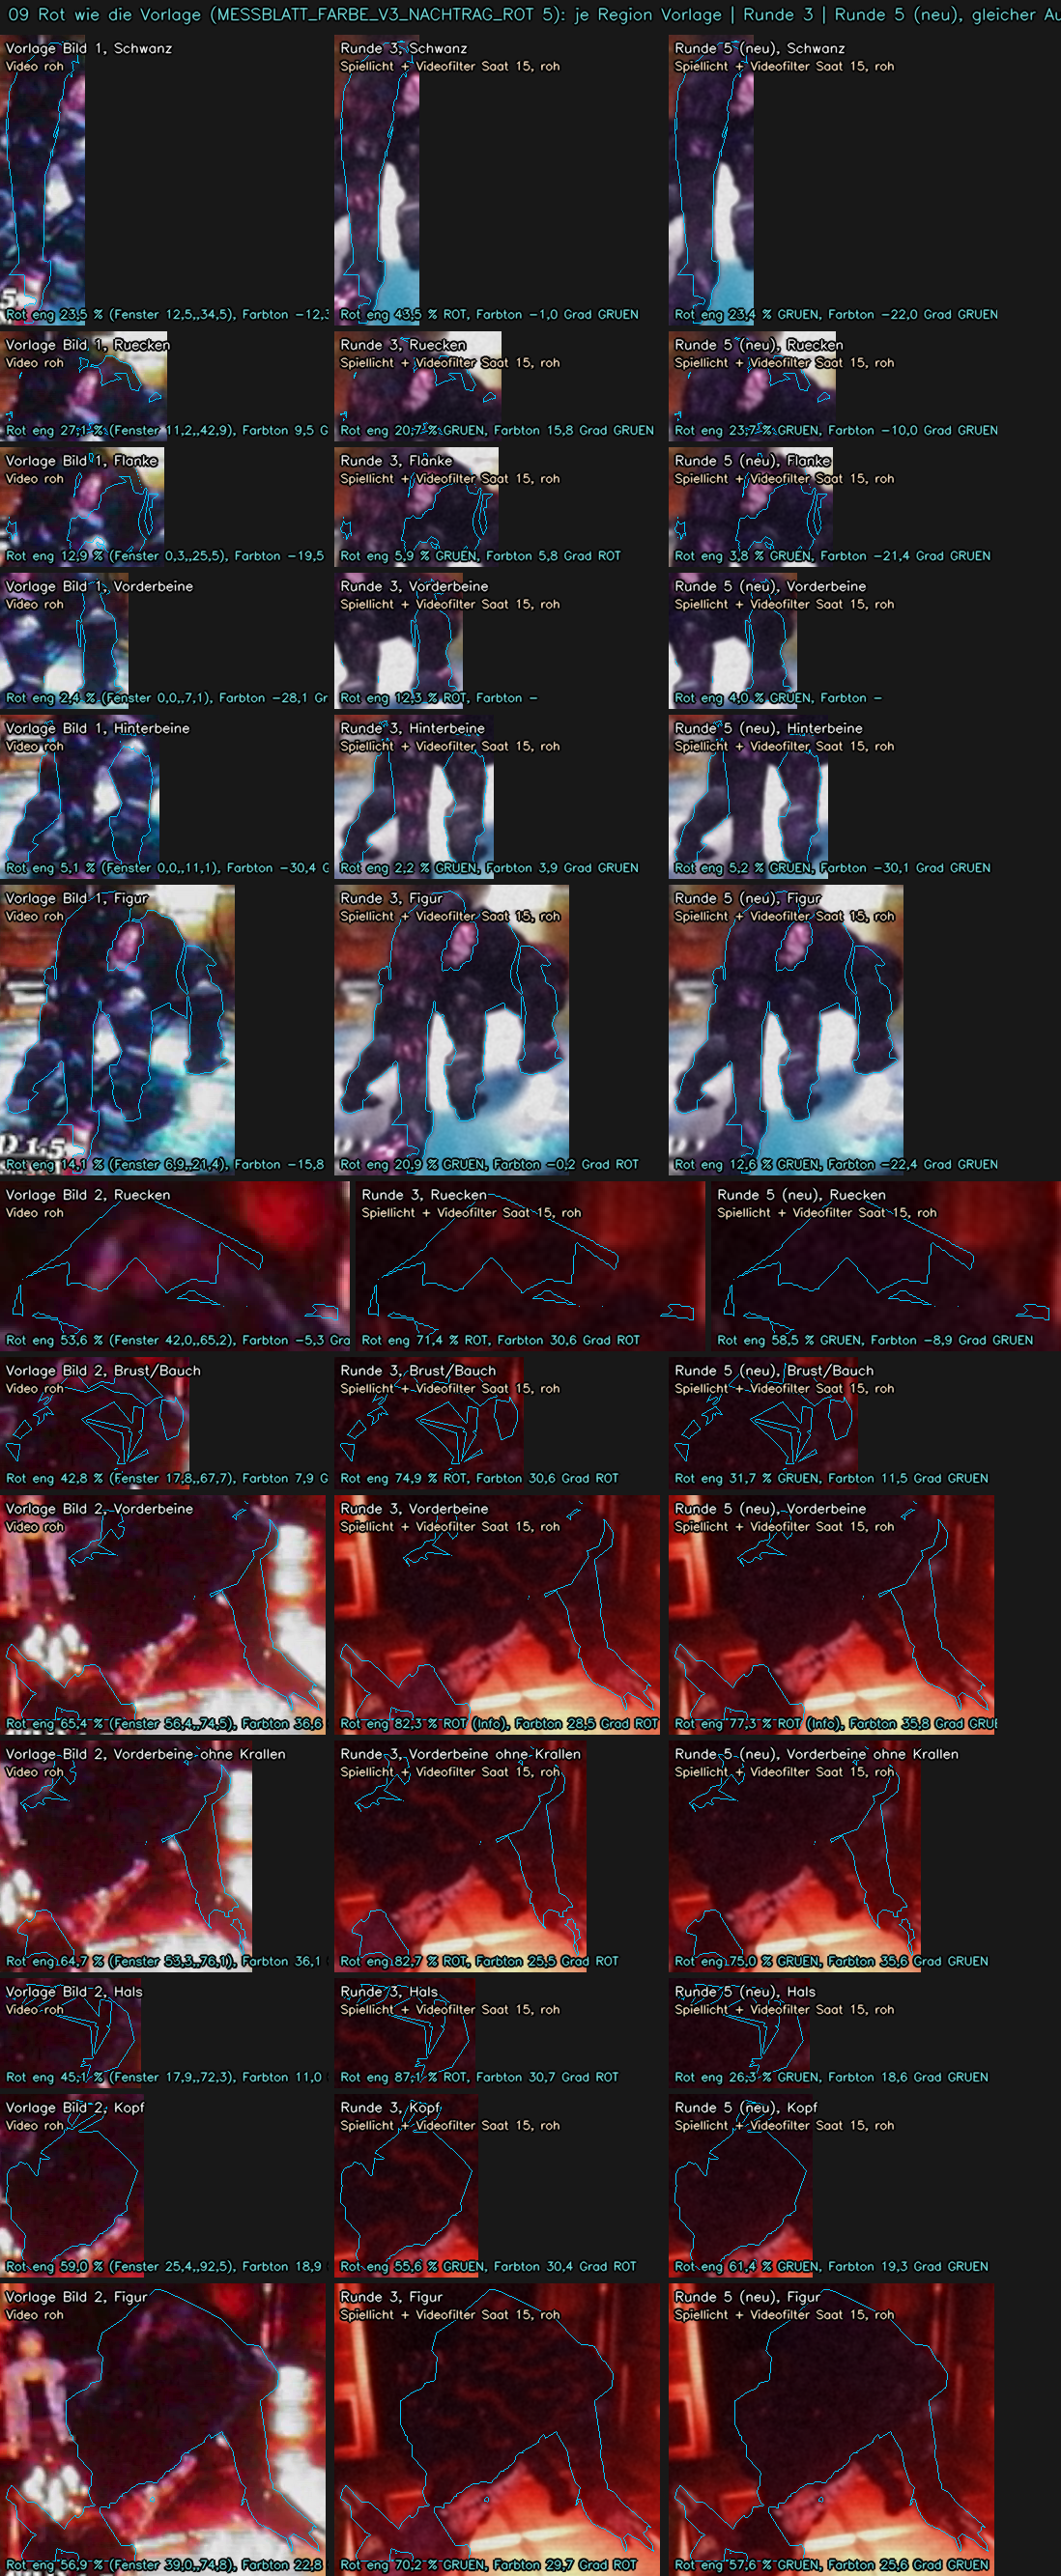 09 Rot wie die Vorlage (MESSBLATT_FARBE_V3_NACHTRAG_ROT 5): je Region Vorlage | Runde 3 | Runde 5 (neu), gleicher Au
Vorlage Bild 1, Schwanz
Video roh
Rot eng 23,5 % (Fenster 12,5,,34,5), Farbton −12,3
Runde 3, Schwanz
Spiellicht + Videofilter Saat 15, roh
Rot eng 43,5 % ROT, Farbton −1,0 Grad GRUEN
Runde 5 (neu), Schwanz
Spiellicht + Videofilter Saat 15, roh
Rot eng 23,4 % GRUEN, Farbton −22,0 Grad GRUEN
Vorlage Bild 1, Ruecken
Video roh
Rot eng 27,1 % (Fenster 11,2,,42,9), Farbton 9,5 G
Runde 3, Ruecken
Spiellicht + Videofilter Saat 15, roh
Rot eng 20,7 % GRUEN, Farbton 15,8 Grad GRUEN
Runde 5 (neu), Ruecken
Spiellicht + Videofilter Saat 15, roh
Rot eng 23,7 % GRUEN, Farbton −10,0 Grad GRUEN
Vorlage Bild 1, Flanke
Video roh
Rot eng 12,9 % (Fenster 0,3,,25,5), Farbton −19,5
Runde 3, Flanke
Spiellicht + Videofilter Saat 15, roh
Rot eng 5,9 % GRUEN, Farbton 5,8 Grad ROT
Runde 5 (neu), Flanke
Spiellicht + Videofilter Saat 15, roh
Rot eng 3,8 % GRUEN, Farbton −21,4 Grad GRUEN
Vorlage Bild 1, Vorderbeine
Video roh
Rot eng 2,4 % (Fenster 0,0,,7,1), Farbton −28,1 Gr
Runde 3, Vorderbeine
Spiellicht + Videofilter Saat 15, roh
Rot eng 12,3 % ROT, Farbton −
Runde 5 (neu), Vorderbeine
Spiellicht + Videofilter Saat 15, roh
Rot eng 4,0 % GRUEN, Farbton −
Vorlage Bild 1, Hinterbeine
Video roh
Rot eng 5,1 % (Fenster 0,0,,11,1), Farbton −30,4 G
Runde 3, Hinterbeine
Spiellicht + Videofilter Saat 15, roh
Rot eng 2,2 % GRUEN, Farbton 3,9 Grad GRUEN
Runde 5 (neu), Hinterbeine
Spiellicht + Videofilter Saat 15, roh
Rot eng 5,2 % GRUEN, Farbton −30,1 Grad GRUEN
Vorlage Bild 1, Figur
Video roh
Rot eng 14,1 % (Fenster 6,9,,21,4), Farbton −15,8
Runde 3, Figur
Spiellicht + Videofilter Saat 15, roh
Rot eng 20,9 % GRUEN, Farbton −0,2 Grad ROT
Runde 5 (neu), Figur
Spiellicht + Videofilter Saat 15, roh
Rot eng 12,6 % GRUEN, Farbton −22,4 Grad GRUEN
Vorlage Bild 2, Ruecken
Video roh
Rot eng 53,6 % (Fenster 42,0,,65,2), Farbton −5,3 Gra
Runde 3, Ruecken
Spiellicht + Videofilter Saat 15, roh
Rot eng 71,4 % ROT, Farbton 30,6 Grad ROT
Runde 5 (neu), Ruecken
Spiellicht + Videofilter Saat 15, roh
Rot eng 58,5 % GRUEN, Farbton −8,9 Grad GRUEN
Vorlage Bild 2, Brust/Bauch
Video roh
Rot eng 42,8 % (Fenster 17,8,,67,7), Farbton 7,9 G
Runde 3, Brust/Bauch
Spiellicht + Videofilter Saat 15, roh
Rot eng 74,9 % ROT, Farbton 30,6 Grad ROT
Runde 5 (neu), Brust/Bauch
Spiellicht + Videofilter Saat 15, roh
Rot eng 31,7 % GRUEN, Farbton 11,5 Grad GRUEN
Vorlage Bild 2, Vorderbeine
Video roh
Rot eng 65,4 % (Fenster 56,4,,74,5), Farbton 36,6
Runde 3, Vorderbeine
Spiellicht + Videofilter Saat 15, roh
Rot eng 82,3 % ROT (Info), Farbton 28,5 Grad ROT
Runde 5 (neu), Vorderbeine
Spiellicht + Videofilter Saat 15, roh
Rot eng 77,3 % ROT (Info), Farbton 35,8 Grad GRUE
Vorlage Bild 2, Vorderbeine ohne Krallen
Video roh
Rot eng 64,7 % (Fenster 53,3,,76,1), Farbton 36,1
Runde 3, Vorderbeine ohne Krallen
Spiellicht + Videofilter Saat 15, roh
Rot eng 82,7 % ROT, Farbton 25,5 Grad ROT
Runde 5 (neu), Vorderbeine ohne Krallen
Spiellicht + Videofilter Saat 15, roh
Rot eng 75,0 % GRUEN, Farbton 35,6 Grad GRUEN
Vorlage Bild 2, Hals
Video roh
Rot eng 45,1 % (Fenster 17,9,,72,3), Farbton 11,0
Runde 3, Hals
Spiellicht + Videofilter Saat 15, roh
Rot eng 87,1 % ROT, Farbton 30,7 Grad ROT
Runde 5 (neu), Hals
Spiellicht + Videofilter Saat 15, roh
Rot eng 26,3 % GRUEN, Farbton 18,6 Grad GRUEN
Vorlage Bild 2, Kopf
Video roh
Rot eng 59,0 % (Fenster 25,4,,92,5), Farbton 18,9
Runde 3, Kopf
Spiellicht + Videofilter Saat 15, roh
Rot eng 55,6 % GRUEN, Farbton 30,4 Grad ROT
Runde 5 (neu), Kopf
Spiellicht + Videofilter Saat 15, roh
Rot eng 61,4 % GRUEN, Farbton 19,3 Grad GRUEN
Vorlage Bild 2, Figur
Video roh
Rot eng 56,9 % (Fenster 39,0,,74,8), Farbton 22,8
Runde 3, Figur
Spiellicht + Videofilter Saat 15, roh
Rot eng 70,2 % GRUEN, Farbton 29,7 Grad ROT
Runde 5 (neu), Figur
Spiellicht + Videofilter Saat 15, roh
Rot eng 57,6 % GRUEN, Farbton 25,6 Grad GRUEN